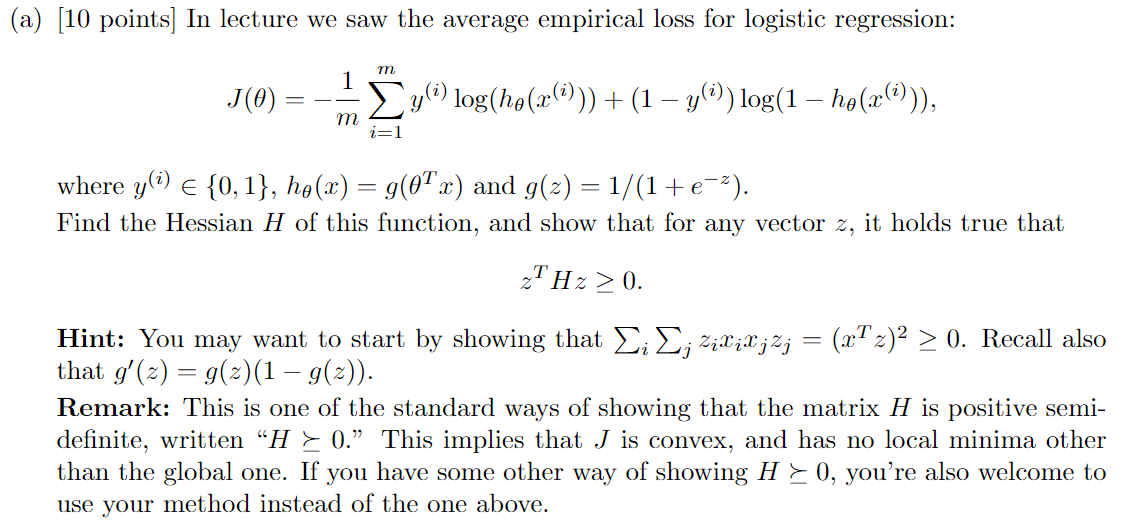 (a) [10 points] In lecture we saw the average empirical loss for logistic regression:
J(θ) = −\frac{1}{m} \sum_{i=1}^{m} y^{(i)} log(h_θ(x^{(i)})) + (1 − y^{(i)}) log(1 − h_θ(x^{(i)})),
where y^{(i)} ∈ {0, 1}, h_θ(x) = g(θ^T x) and g(z) = 1/(1 + e^{−z}).
Find the Hessian H of this function, and show that for any vector z, it holds true that
z^T Hz ≥ 0.
Hint: You may want to start by showing that ∑_i ∑_j z_i x_i x_j z_j = (x^T z)^2 ≥ 0. Recall also
that g′(z) = g(z)(1 − g(z)).
Remark: This is one of the standard ways of showing that the matrix H is positive semi-
definite, written “H ⪰ 0.” This implies that J is convex, and has no local minima other
than the global one. If you have some other way of showing H ⪰ 0, you’re also welcome to
use your method instead of the one above.